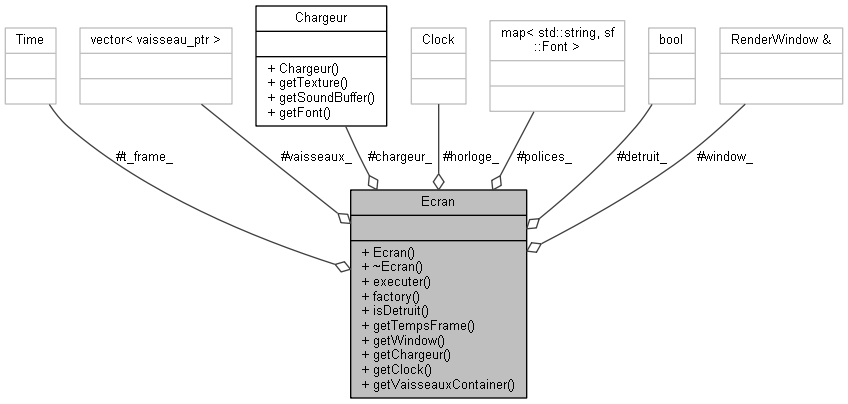 Time
vector< vaisseau_ptr >
Chargeur
+ Chargeur()
+ getTexture()
+ getSoundBuffer()
+ getFont()
Clock
map< std::string, sf
::Font >
bool
RenderWindow &
#t_frame_
#vaisseaux_
#chargeur_
#horloge_
#polices_
#detruit_
#window_
Ecran
+ Ecran()
+ ~Ecran()
+ executer()
+ factory()
+ isDetruit()
+ getTempsFrame()
+ getWindow()
+ getChargeur()
+ getClock()
+ getVaisseauxContainer()